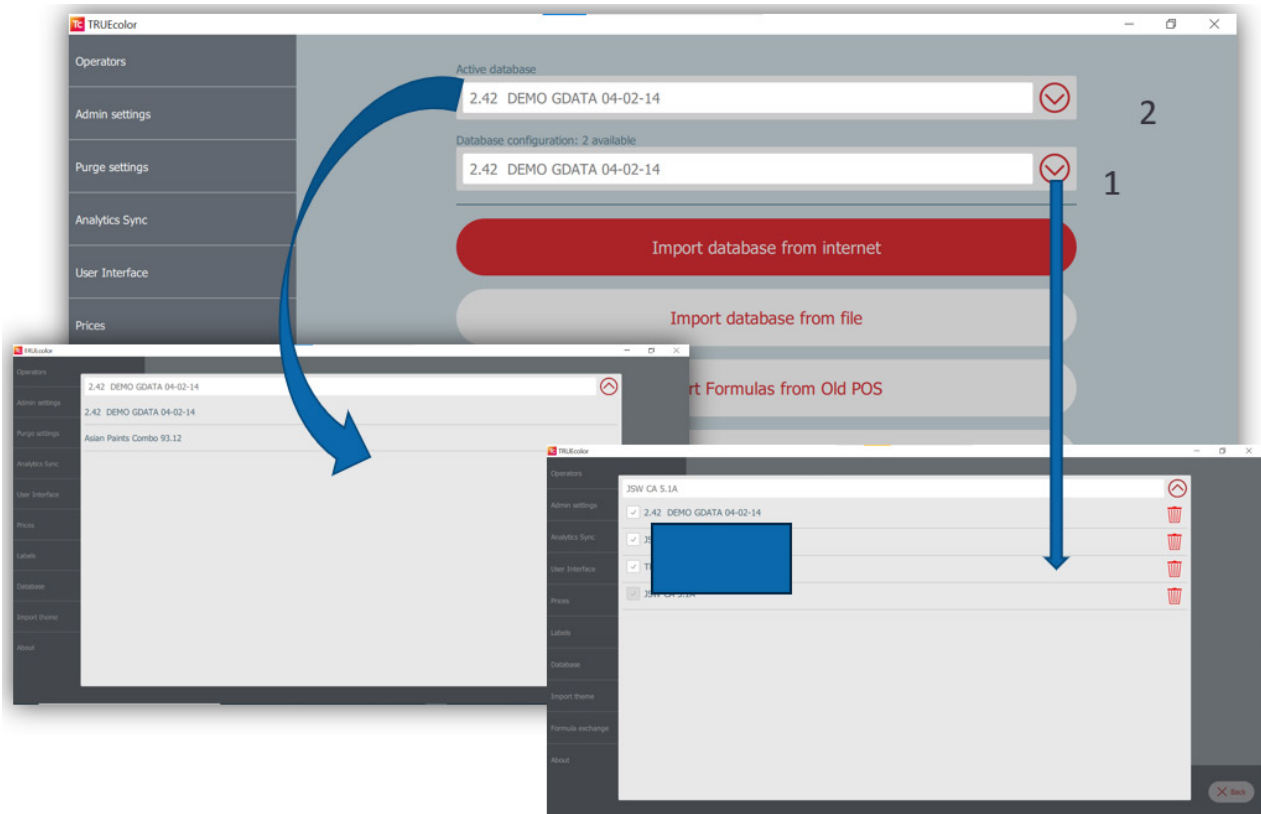 TRUEcolor
Operators
Admin settings
Purge settings
Analytics Sync
User Interface
Prices
Active database
2.42 DEMO GDATA 04-02-14
2
Database configuration: 2 available
2.42 DEMO GDATA 04-02-14
1
Import database from internet
Import database from file
rt Formulas from Old POS
TRUEcolor
Operators
Admin settings
Purge settings
Analytics Sync
User Interface
Prices
Labels
Database
Import theme
About
2.42 DEMO GDATA 04-02-14
2.42 DEMO GDATA 04-02-14
Asian Paints Combo 93.12
TRUEcolor
Operators
Admin settings
Analytics Sync
User Interface
Prices
Labels
Database
Import theme
Formula exchange
About
JSW CA 5.1A
2.42 DEMO GDATA 04-02-14
JSW CA 5.1A
Back